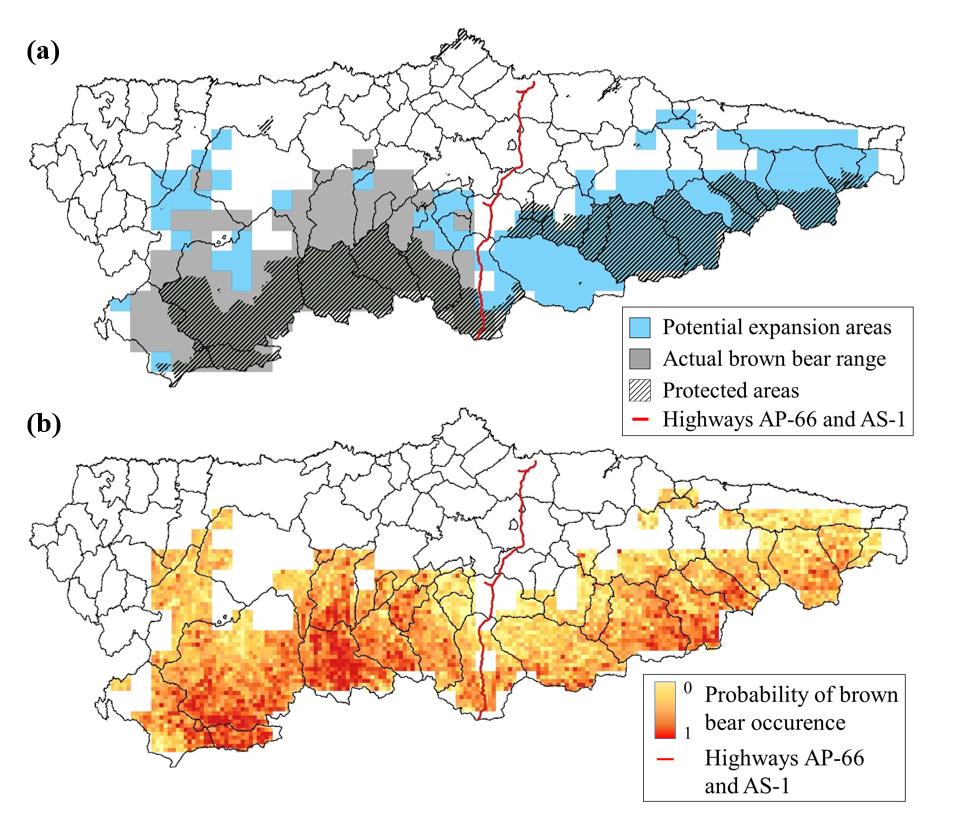 (a)
Potential expansion areas
Actual brown bear range
Protected areas
Highways AP-66 and AS-1
(b)
0
Probability of brown
bear occurence
1
Highways AP-66
and AS-1